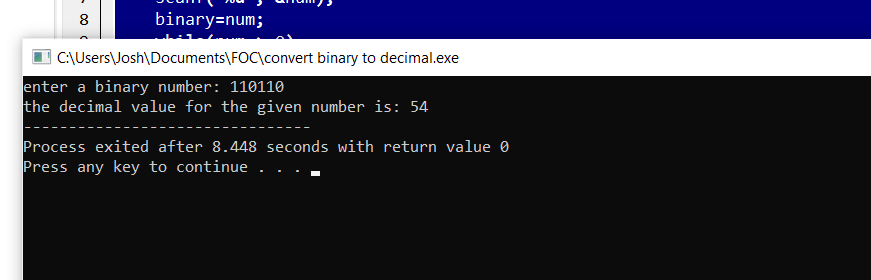 8 binary=num;
C:\Users\Josh\Documents\FOC\convert binary to decimal.exe
enter a binary number: 110110
the decimal value for the given number is: 54
--------------------------------
Process exited after 8.448 seconds with return value 0
Press any key to continue . . .